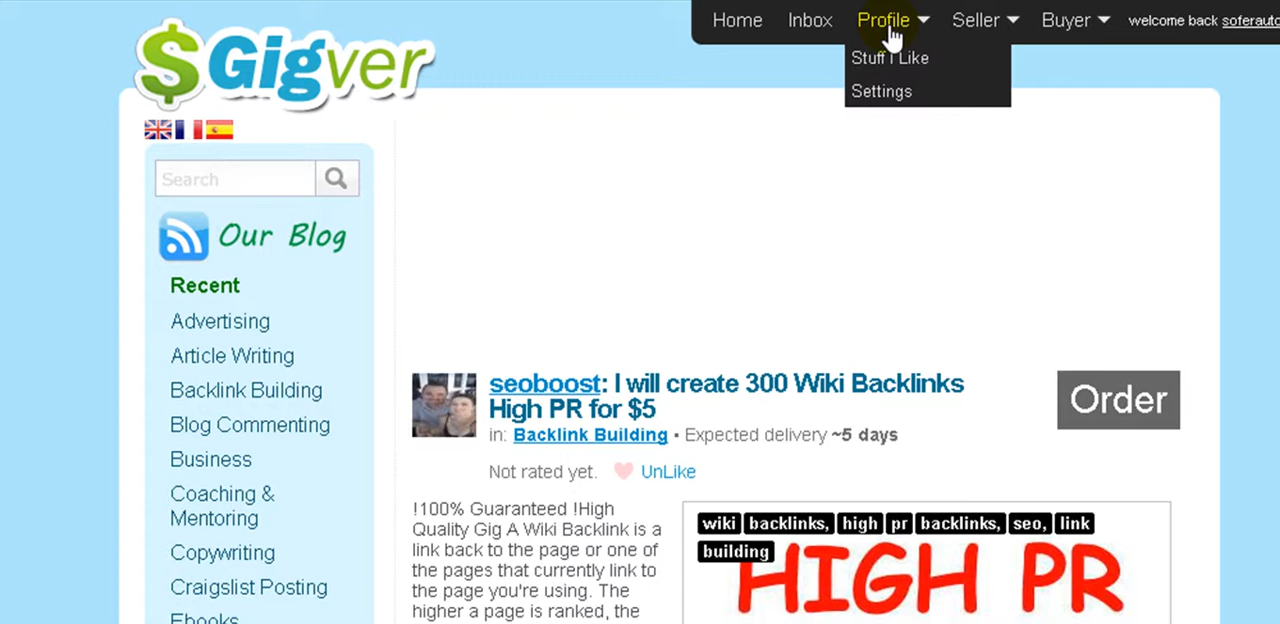 Home Inbox Profile Seller Buyer welcome back soferauto
$Gigver
Stuff I Like
Settings
Search
Our Blog
Recent
Advertising
Article Writing
Backlink Building
Blog Commenting
Business
Coaching &
Mentoring
Copywriting
Craigslist Posting
Ebooks
seoboost: I will create 300 Wiki Backlinks
High PR for $5
Order
in: Backlink Building • Expected delivery ~5 days
Not rated yet. UnLike
!100% Guaranteed !High
Quality Gig A Wiki Backlink is a
link back to the page or one of
the pages that currently link to
the page you're using. The
higher a page is ranked, the
wiki backlinks, high pr backlinks, seo, link
building
HIGH PR